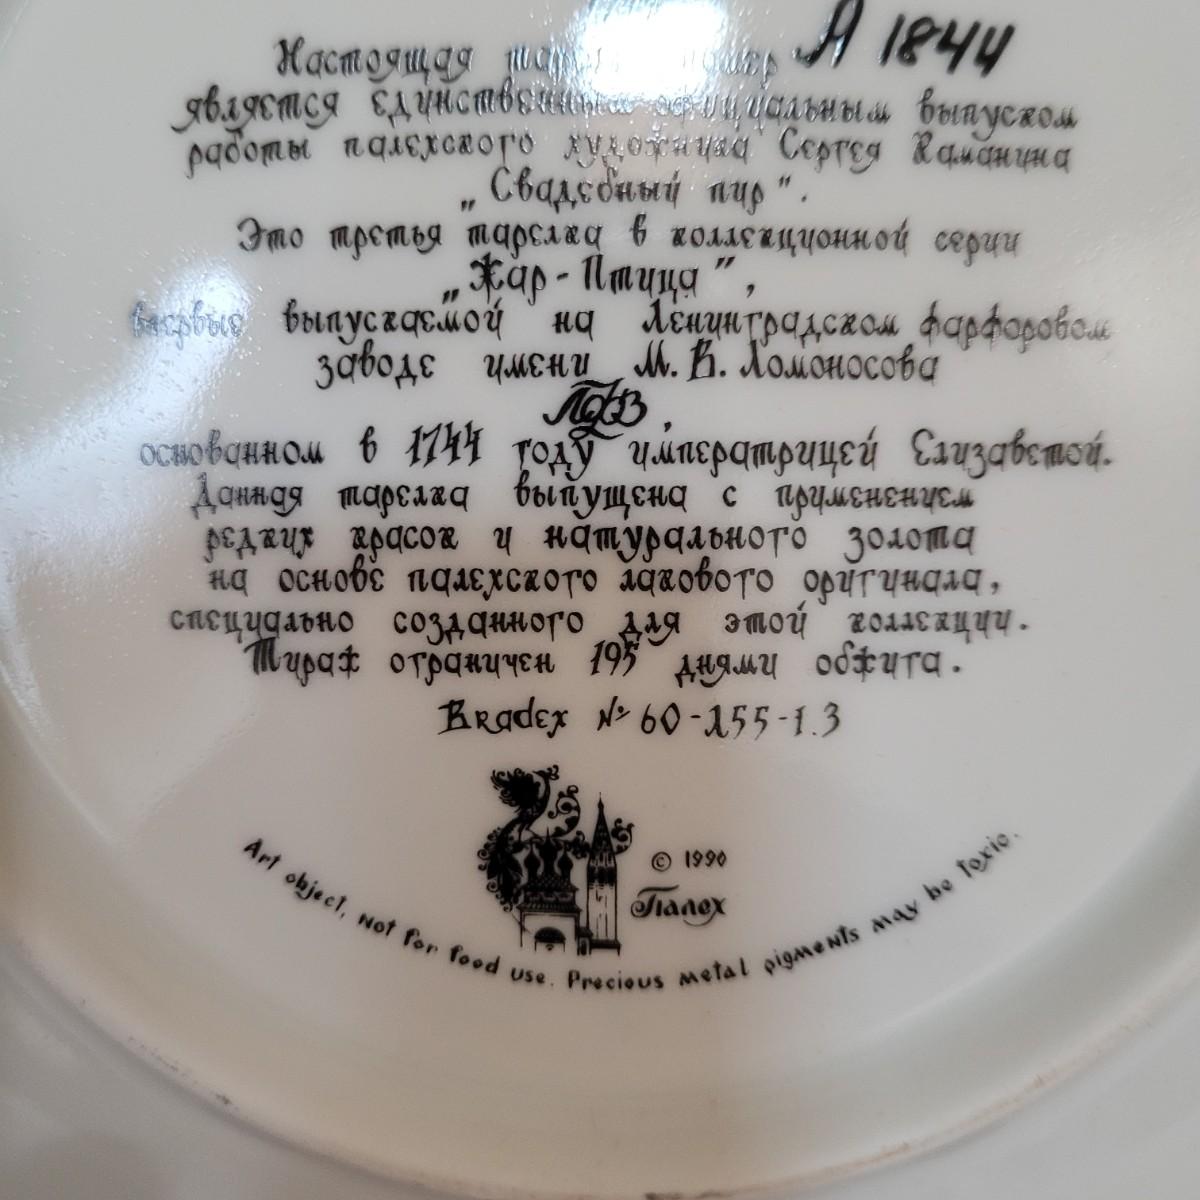 Настоящая тарелка номер А 1844
является единственным официальным выпуском
работы палехского художника Сергея Каманина
„Свадебный пир".
Это третья тарелка в коллекционной серии
„Жар-Птица",
впервые выпускаемой на Ленинградском фарфоровом
заводе имени М. В. Ломоносова
ЛФЗ,
основанном в 1744 году императрицей Елизаветой.
Данная тарелка выпущена с применением
редких красок и натурального золота
на основе палехского лакового оригинала,
специально созданного для этой коллекции.
Тираж ограничен 195 днями обжига.
Bradex № 60-155-1.3
© 1990
Палех
Art object, Not for food use. Precious metal pigments may be toxic.